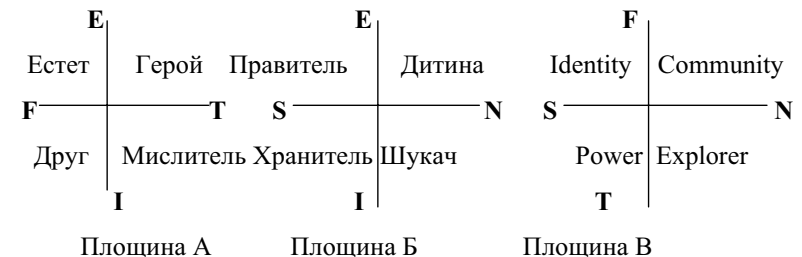 E E F
Естет Герой Правитель Дитина Identity Community
F T S N S N
Друг Мислитель Хранитель Шукач Power Explorer
I I T
Площина А Площина Б Площина В